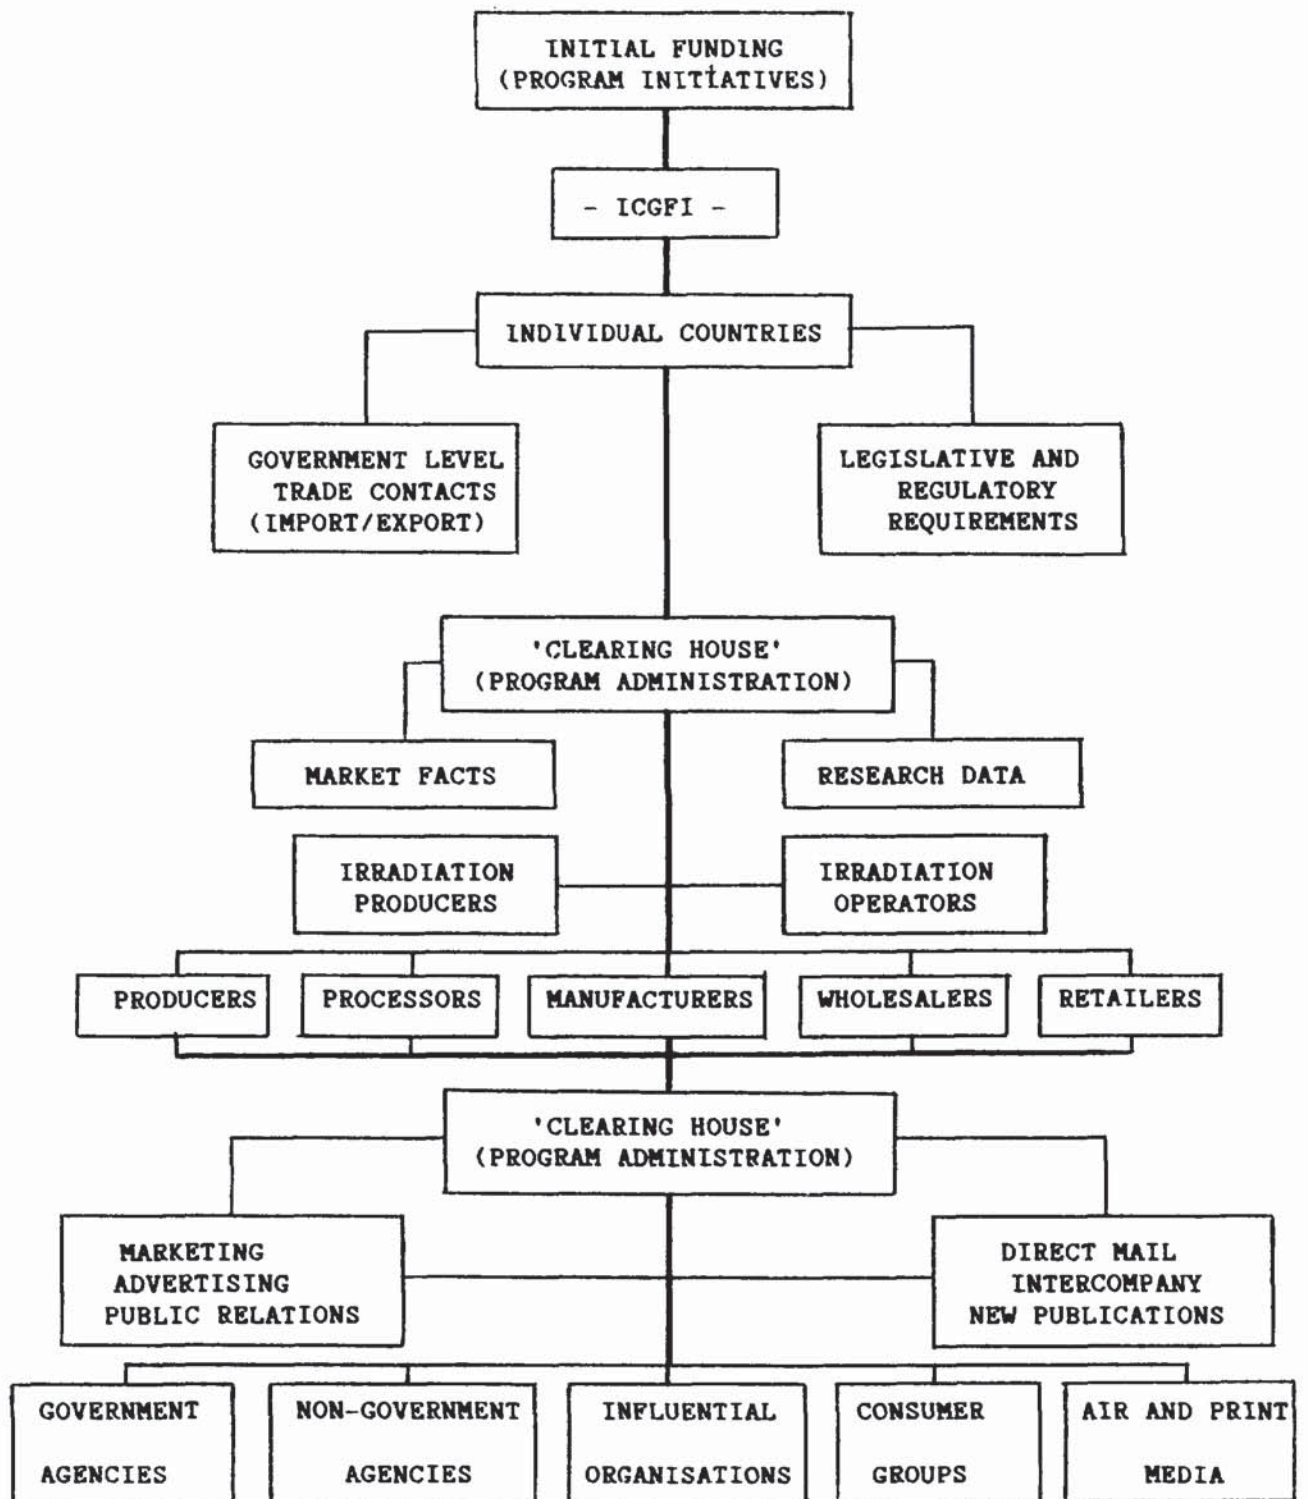 INITIAL FUNDING
(PROGRAM INITIATIVES)
- ICGFI -
INDIVIDUAL COUNTRIES
GOVERNMENT LEVEL
TRADE CONTACTS
(IMPORT/EXPORT)
LEGISLATIVE AND
REGULATORY
REQUIREMENTS
'CLEARING HOUSE'
(PROGRAM ADMINISTRATION)
MARKET FACTS
RESEARCH DATA
IRRADIATION
PRODUCERS
IRRADIATION
OPERATORS
PRODUCERS
PROCESSORS
MANUFACTURERS
WHOLESALERS
RETAILERS
'CLEARING HOUSE'
(PROGRAM ADMINISTRATION)
MARKETING
ADVERTISING
PUBLIC RELATIONS
DIRECT MAIL
INTERCOMPANY
NEW PUBLICATIONS
GOVERNMENT
AGENCIES
NON-GOVERNMENT
AGENCIES
INFLUENTIAL
ORGANISATIONS
CONSUMER
GROUPS
AIR AND PRINT
MEDIA